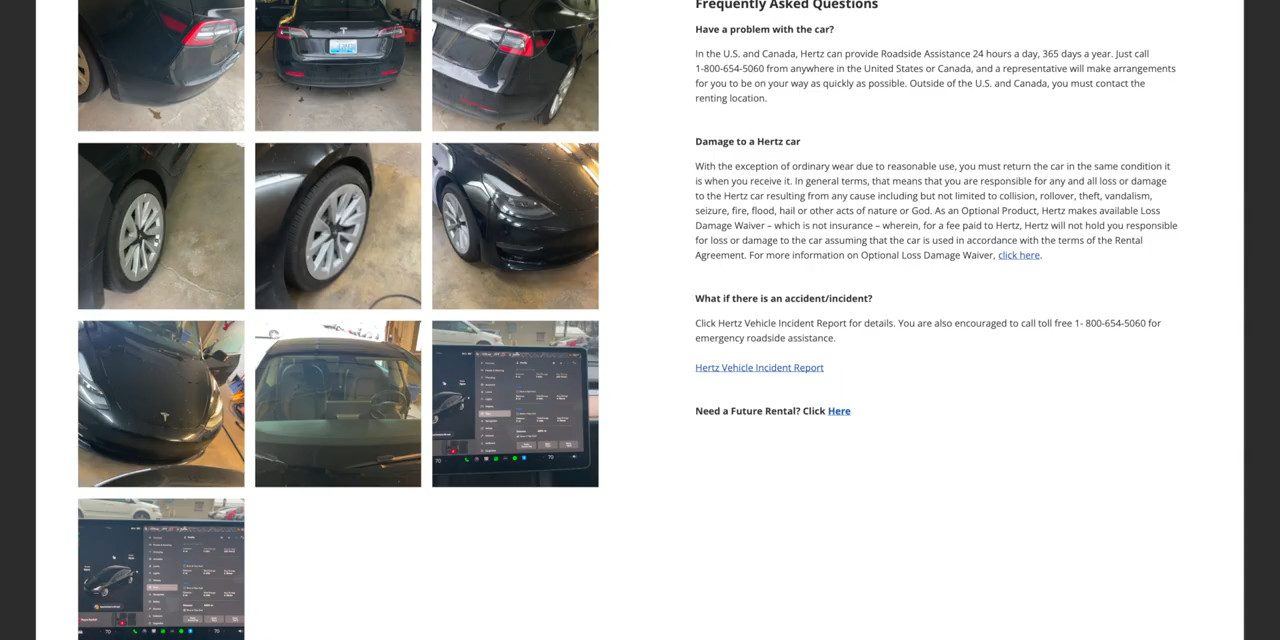 Frequently Asked Questions
Have a problem with the car?
In the U.S. and Canada, Hertz can provide Roadside Assistance 24 hours a day, 365 days a year. Just call
1-800-654-5060 from anywhere in the United States or Canada, and a representative will make arrangements
for you to be on your way as quickly as possible. Outside of the U.S. and Canada, you must contact the
renting location.
Damage to a Hertz car
With the exception of ordinary wear due to reasonable use, you must return the car in the same condition it
is when you receive it. In general terms, that means that you are responsible for any and all loss or damage
to the Hertz car resulting from any cause including but not limited to collision, rollover, theft, vandalism,
seizure, fire, flood, hail or other acts of nature or God. As an Optional Product, Hertz makes available Loss
Damage Waiver – which is not insurance – wherein, for a fee paid to Hertz, Hertz will not hold you responsible
for loss or damage to the car assuming that the car is used in accordance with the terms of the Rental
Agreement. For more information on Optional Loss Damage Waiver, click here.
What if there is an accident/incident?
Click Hertz Vehicle Incident Report for details. You are also encouraged to call toll free 1- 800-654-5060 for
emergency roadside assistance.
Hertz Vehicle Incident Report
Need a Future Rental? Click Here
70
70
70
70